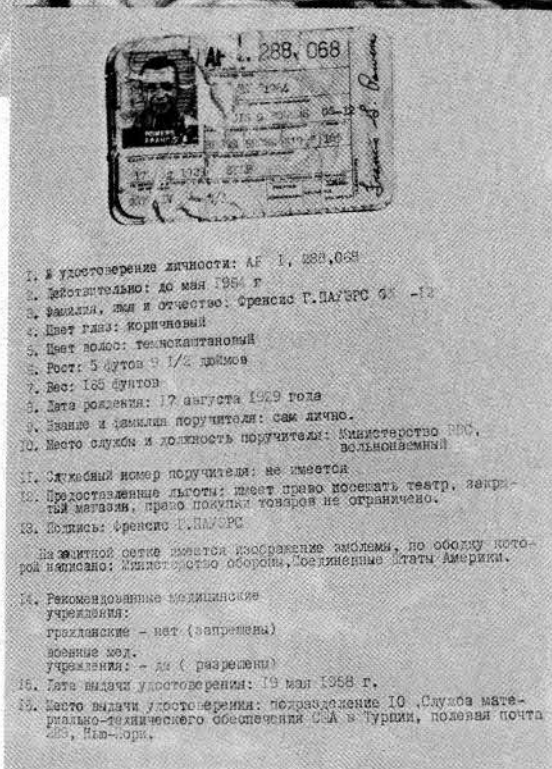 AF 1, 288, 068
Francis G. Powers
1. № удостоверение личности: AF I, 288,068
2. Действительно: до мая 1964 г
3. Фамилия, имя и отчество: Френсис Г.ПАУЭРС
4. Цвет глаз: коричневый
5. Цвет волос: темнокаштановый
6. Рост: 5 футов 9 1/2 дюймов
7. Вес: 165 фунтов
8. Дата рождения: 17 августа 1929 года
9. Звание и фамилия поручителя: сам лично.
10. Место службы и должность поручителя: Министерство ВВС,
вольнонаемный
11. Служебный номер поручителя: не имеется
12. Предоставленные льготы: имеет право посещать театр, закры-
тый магазин, право покупки товаров не ограничено.
13. Подпись: Френсис Г.ПАУЭРС
На защитной сетке имеется изображение эмблемы, по ободку кото-
рой написано: Министерство обороны,Соединенные Штаты Америки.
14. Рекомендованные медицинские
учреждения:
гражданские - нет (запрещены)
военные мед.
учреждения: - да ( разрешены)
15. Дата выдачи удостоверения: 19 мая 1958 г.
16. Место выдачи удостоверения: подразделение 10 ,Служба мате-
риально-технического обеспечения США в Турции, полевая почта
289, Нью-Йорк.